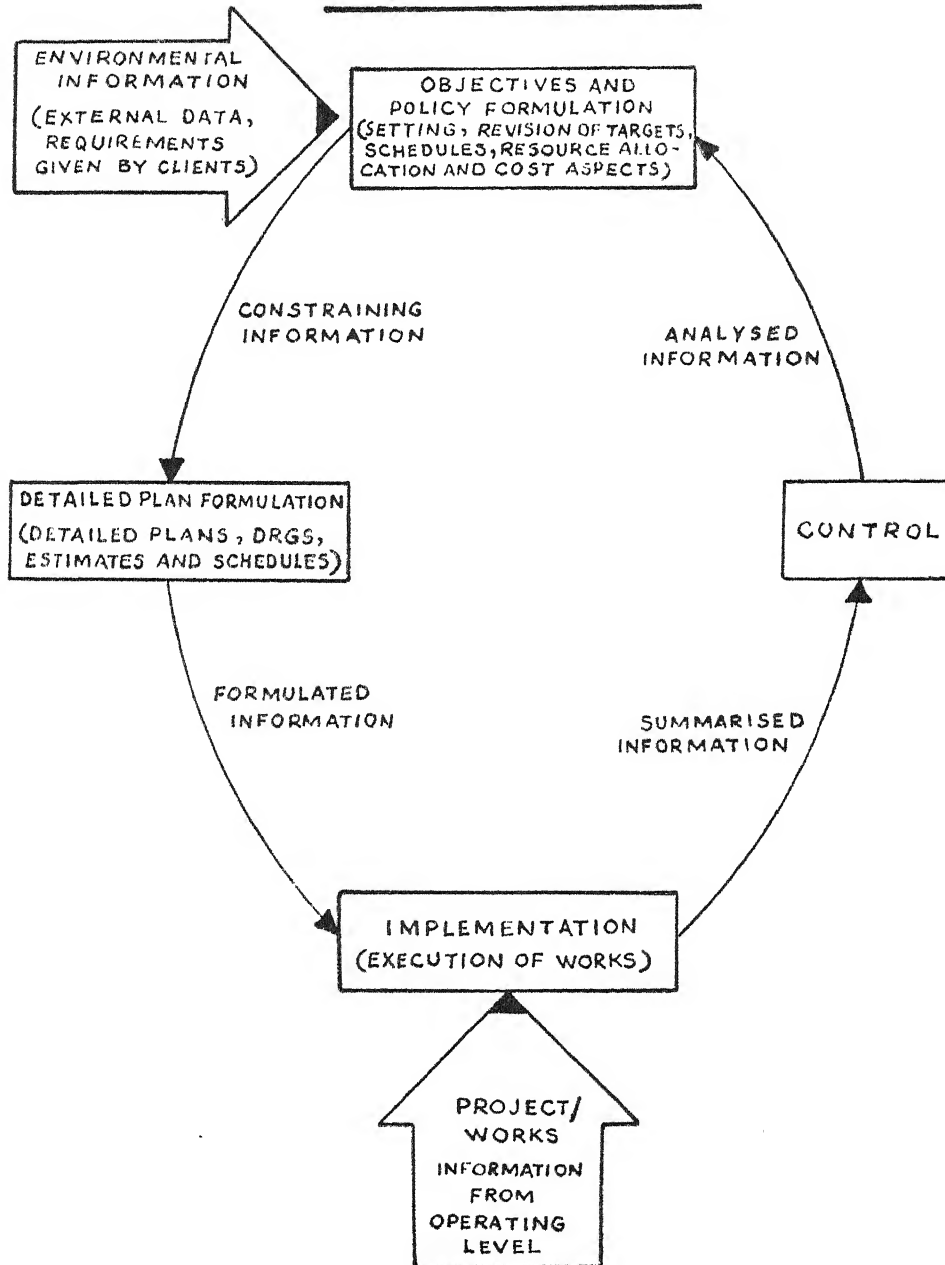 ENVIRONMENTAL
INFORMATION
(EXTERNAL DATA,
REQUIREMENTS
GIVEN BY CLIENTS)
OBJECTIVES AND
POLICY FORMULATION
(SETTING, REVISION OF TARGETS,
SCHEDULES, RESOURCE ALLO-
CATION AND COST ASPECTS)
CONSTRAINING
INFORMATION
ANALYSED
INFORMATION
DETAILED PLAN FORMULATION
(DETAILED PLANS, DRGS,
ESTIMATES AND SCHEDULES)
CONTROL
FORMULATED
INFORMATION
SUMMARISED
INFORMATION
IMPLEMENTATION
(EXECUTION OF WORKS)
PROJECT/
WORKS
INFORMATION
FROM
OPERATING
LEVEL